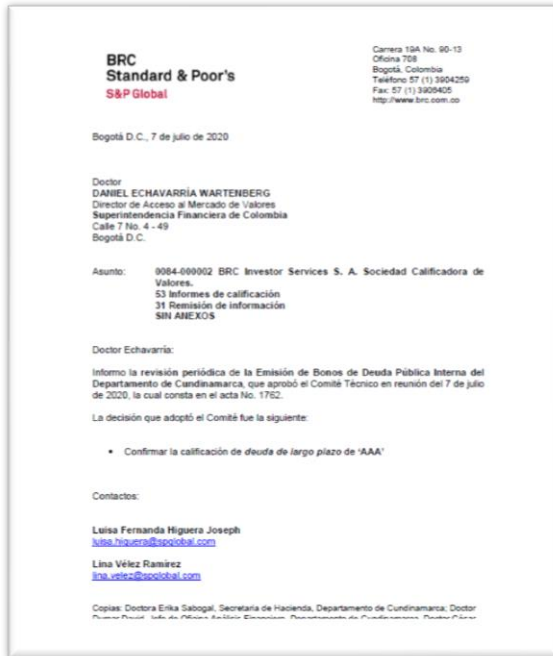 BRC
Standard & Poor's
S&P Global
Carrera 19A No. 90-13
Oficina 708
Bogotá, Colombia
Teléfono 57 (1) 3904259
Fax: 57 (1) 3906405
http://www.brc.com.co
Bogotá D.C., 7 de julio de 2020
Doctor
DANIEL ECHAVARRÍA WARTENBERG
Director de Acceso al Mercado de Valores
Superintendencia Financiera de Colombia
Calle 7 No. 4 - 49
Bogotá D.C.
Asunto: 0084-000002 BRC Investor Services S. A. Sociedad Calificadora de
Valores.
53 Informes de calificación
31 Remisión de información
SIN ANEXOS
Doctor Echavarría:
Informo la revisión periódica de la Emisión de Bonos de Deuda Pública Interna del
Departamento de Cundinamarca, que aprobó el Comité Técnico en reunión del 7 de julio
de 2020, la cual consta en el acta No. 1762.
La decisión que adoptó el Comité fue la siguiente:
• Confirmar la calificación de deuda de largo plazo de 'AAA'
Contactos:
Luisa Fernanda Higuera Joseph
luisa.higuera@spglobal.com
Lina Vélez Ramírez
lina.velez@spglobal.com
Copias: Doctora Erika Sabogal, Secretaria de Hacienda, Departamento de Cundinamarca; Doctor